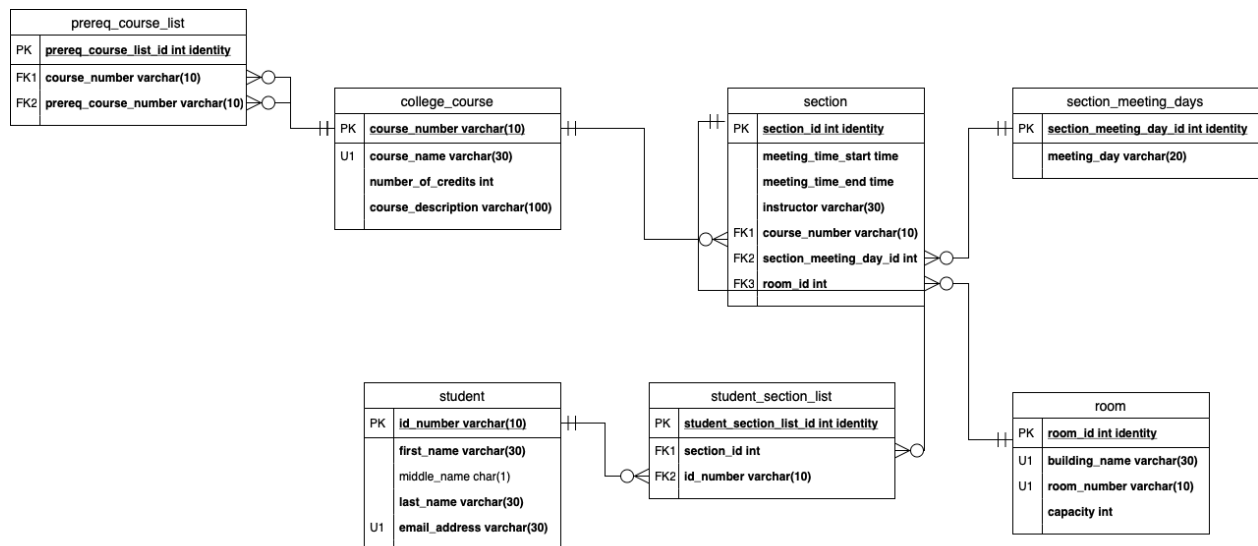 prereq_course_list
PK prereq_course_list_id int identity
FK1 course_number varchar(10)
FK2 prereq_course_number varchar(10)
college_course
PK course_number varchar(10)
U1 course_name varchar(30)
number_of_credits int
course_description varchar(100)
section
PK section_id int identity
meeting_time_start time
meeting_time_end time
instructor varchar(30)
FK1 course_number varchar(10)
FK2 section_meeting_day_id int
FK3 room_id int
section_meeting_days
PK section_meeting_day_id int identity
meeting_day varchar(20)
student
PK id_number varchar(10)
first_name varchar(30)
middle_name char(1)
last_name varchar(30)
U1 email_address varchar(30)
student_section_list
PK student_section_list_id int identity
FK1 section_id int
FK2 id_number varchar(10)
room
PK room_id int identity
U1 building_name varchar(30)
U1 room_number varchar(10)
capacity int